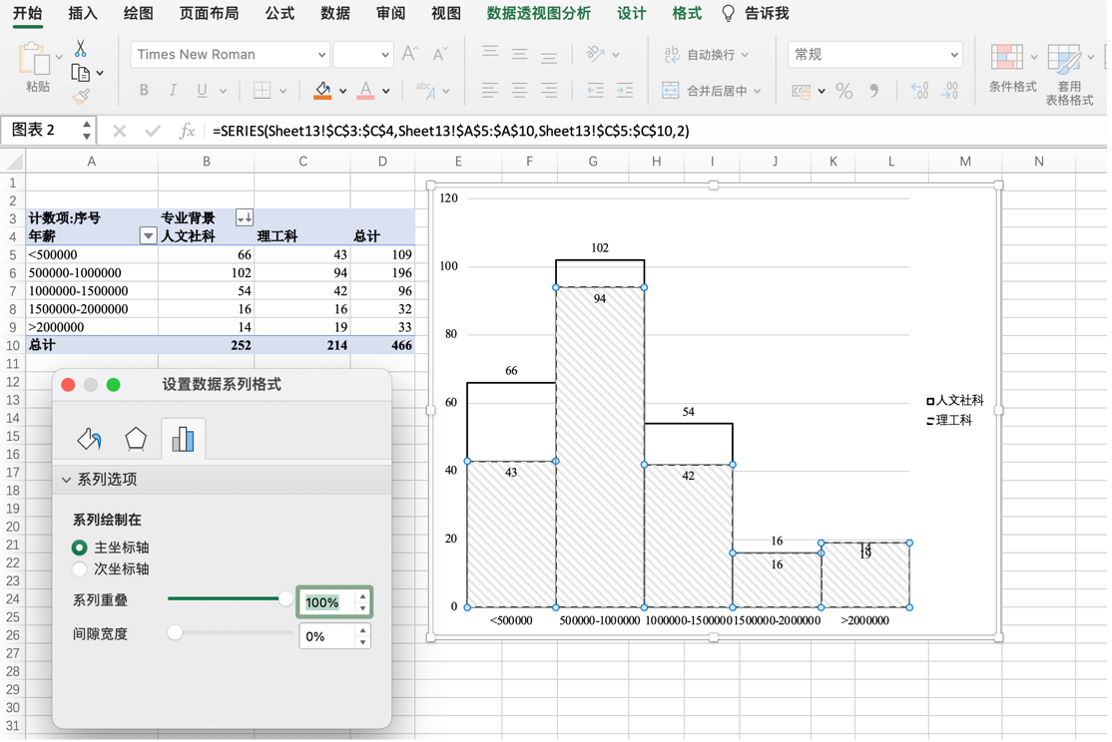 开始 插入 绘图 页面布局 公式 数据 审阅 视图 数据透视图分析 设计 格式 告诉我
粘贴
Times New Roman
B I U
abc A
ab 自动换行
合并后居中
常规
条件格式 套用
表格格式
图表 2 fx =SERIES(Sheet13!$C$3:$C$4,Sheet13!$A$5:$A$10,Sheet13!$C$5:$C$10,2)
A B C D E F G H I J K L M N
1
2
3 计数项:序号 专业背景
4 年薪 人文社科 理工科 总计
5 <500000 66 43 109
6 500000-1000000 102 94 196
7 1000000-1500000 54 42 96
8 1500000-2000000 16 16 32
9 >2000000 14 19 33
10 总计 252 214 466
11
12
13
14
15
16
17
18
19
20
21
22
23
24
25
26
27
28
29
30
31
设置数据系列格式
系列选项
系列绘制在
主坐标轴
次坐标轴
系列重叠 100%
间隙宽度 0%
120
100
80
60
40
20
0
102
94
66
43
54
42
16
16
14
19
<500000 500000-1000000 1000000-1500000 1500000-2000000 >2000000
人文社科
理工科